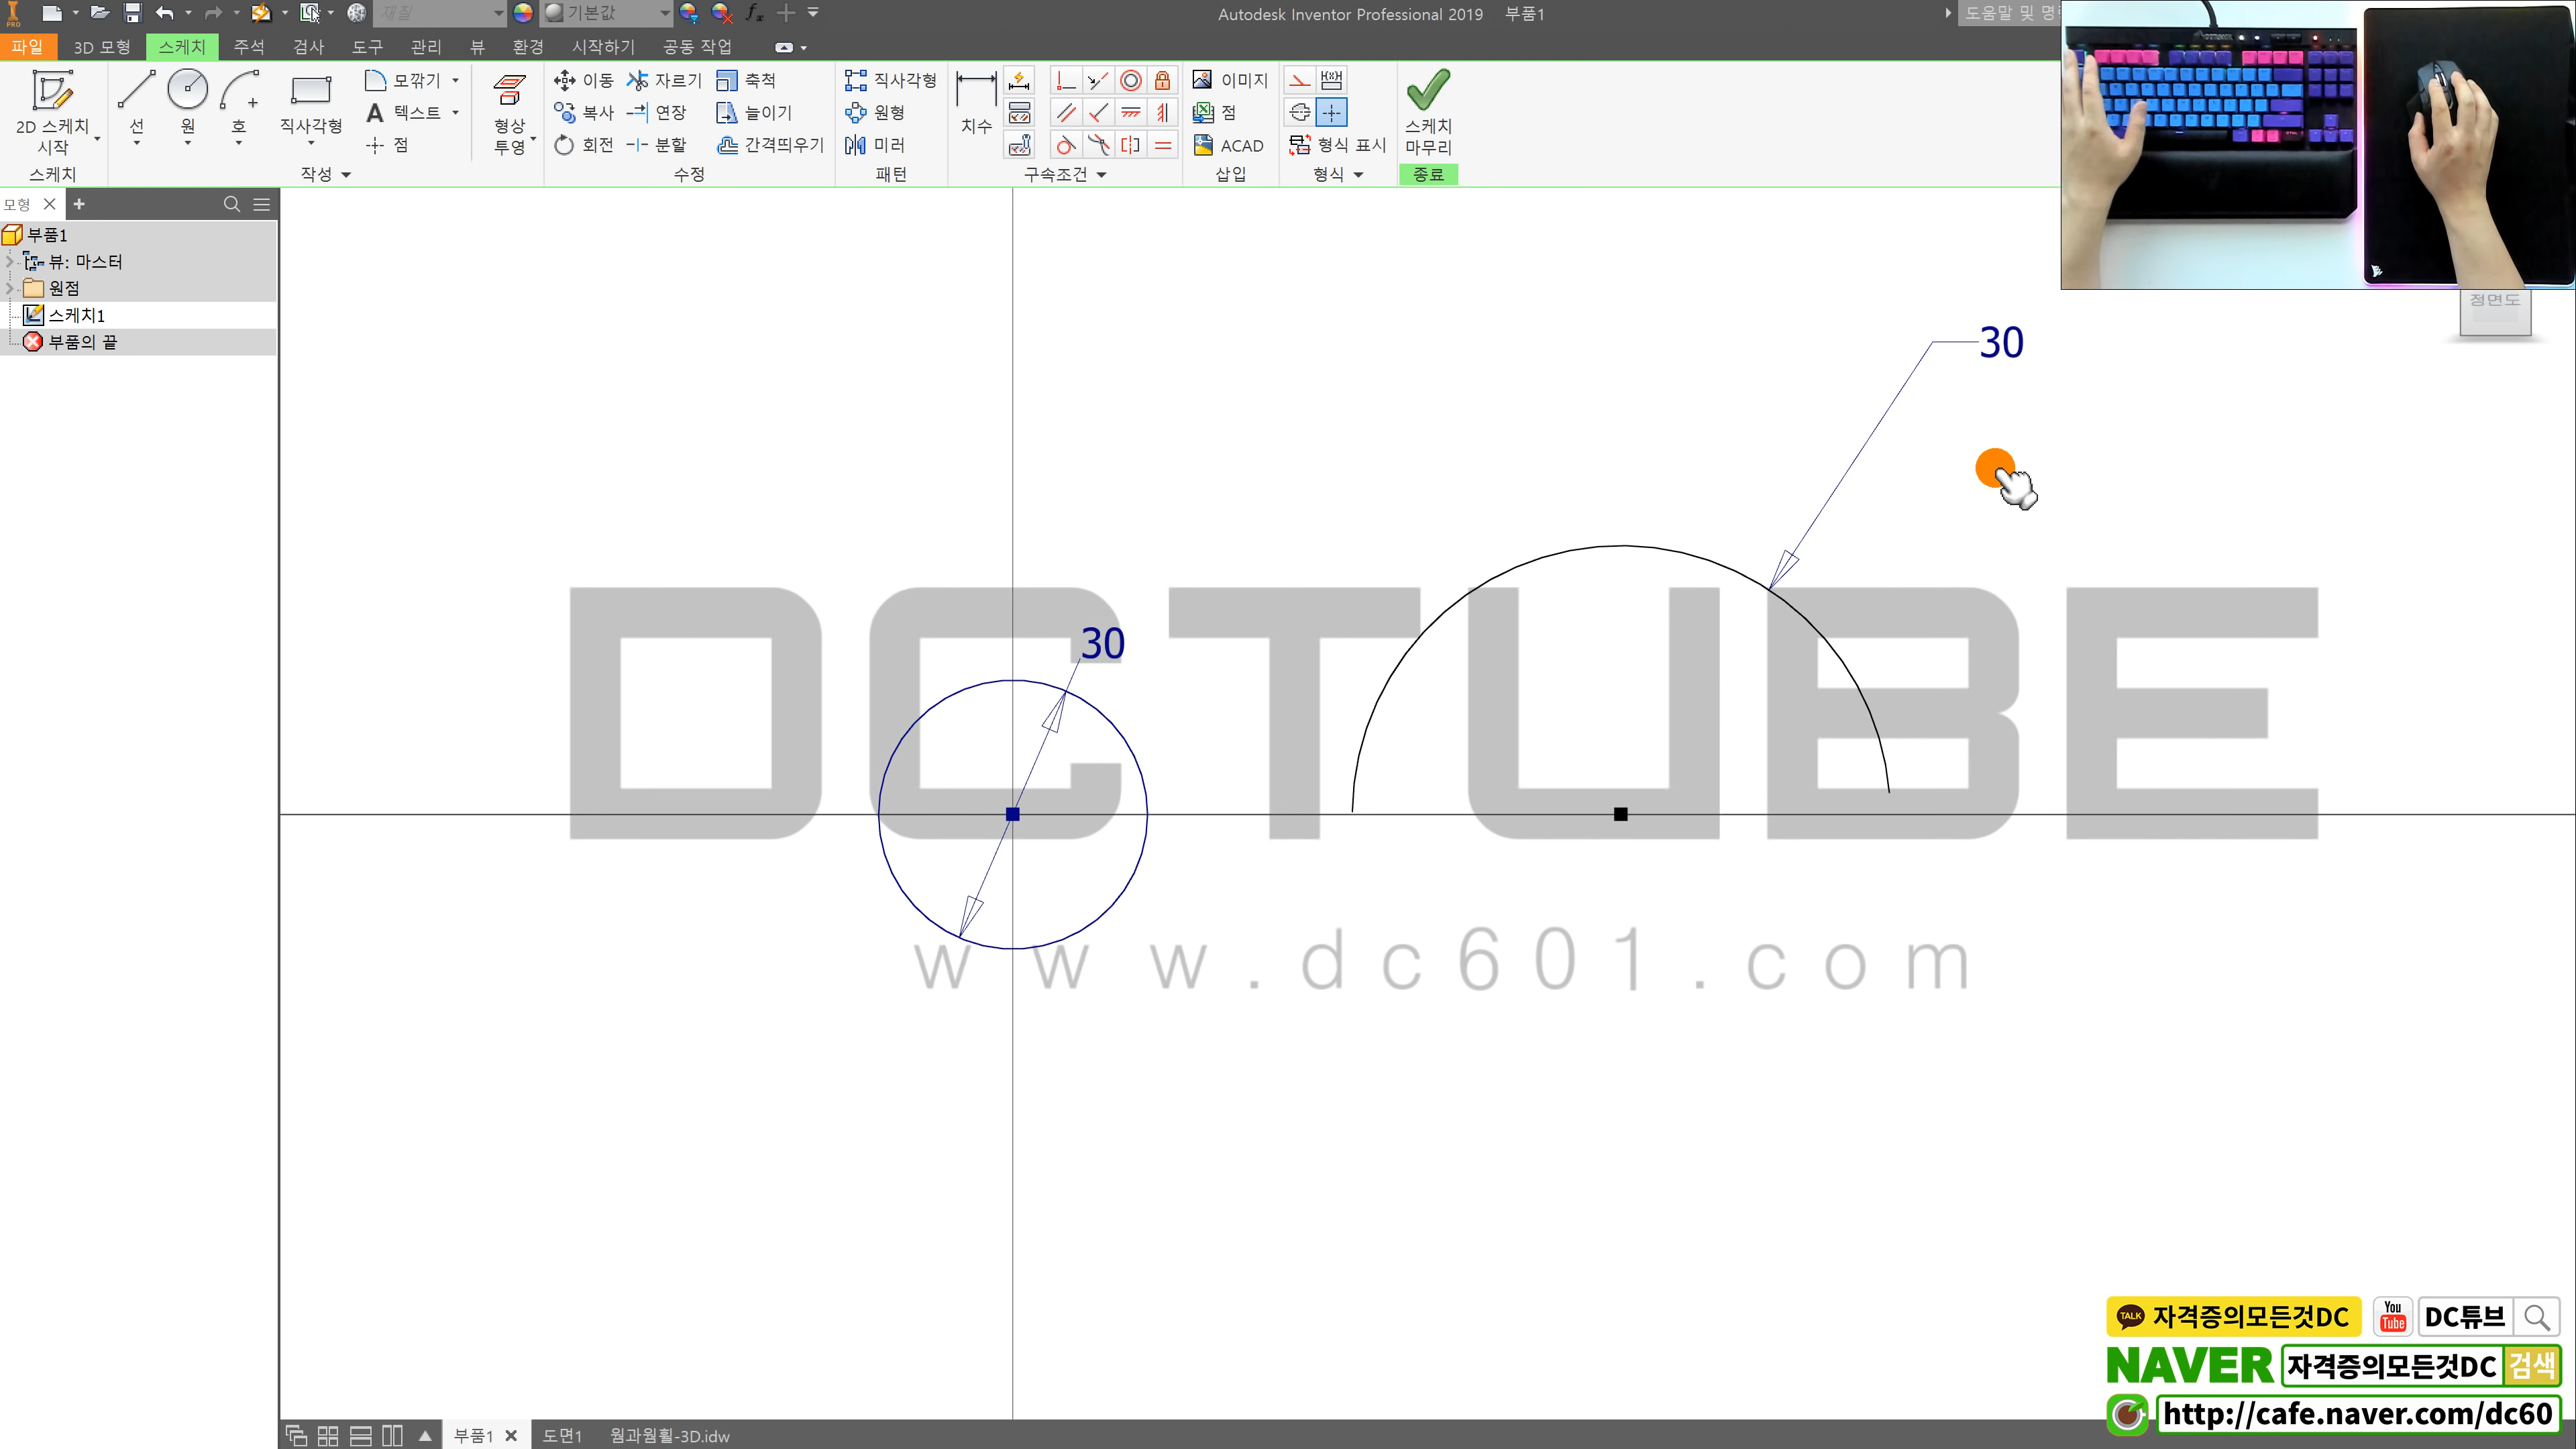 재질
기본값
fx
Autodesk Inventor Professional 2019 부품1
도움말 및 명
PRO
파일 3D 모형 스케치 주석 검사 도구 관리 뷰 환경 시작하기 공동 작업
2D 스케치
시작
선
원
호
직사각형
모깎기
텍스트
점
형상
투영
이동 자르기 축척
복사 연장 늘이기
회전 분할 간격띄우기
직사각형
원형
미러
치수
이미지
점
ACAD
형식 표시
스케치
마무리
스케치 작성 수정 패턴 구속조건 삽입 형식 종료
모형
부품1
뷰: 마스터
원점
스케치1
부품의 끝
정면도
30
30
DCTUBE
www.dc601.com
TALK 자격증의모든것DC You Tube DC튜브
NAVER 자격증의모든것DC 검색
http://cafe.naver.com/dc60
부품1 도면1 웜과웜휠-3D.idw